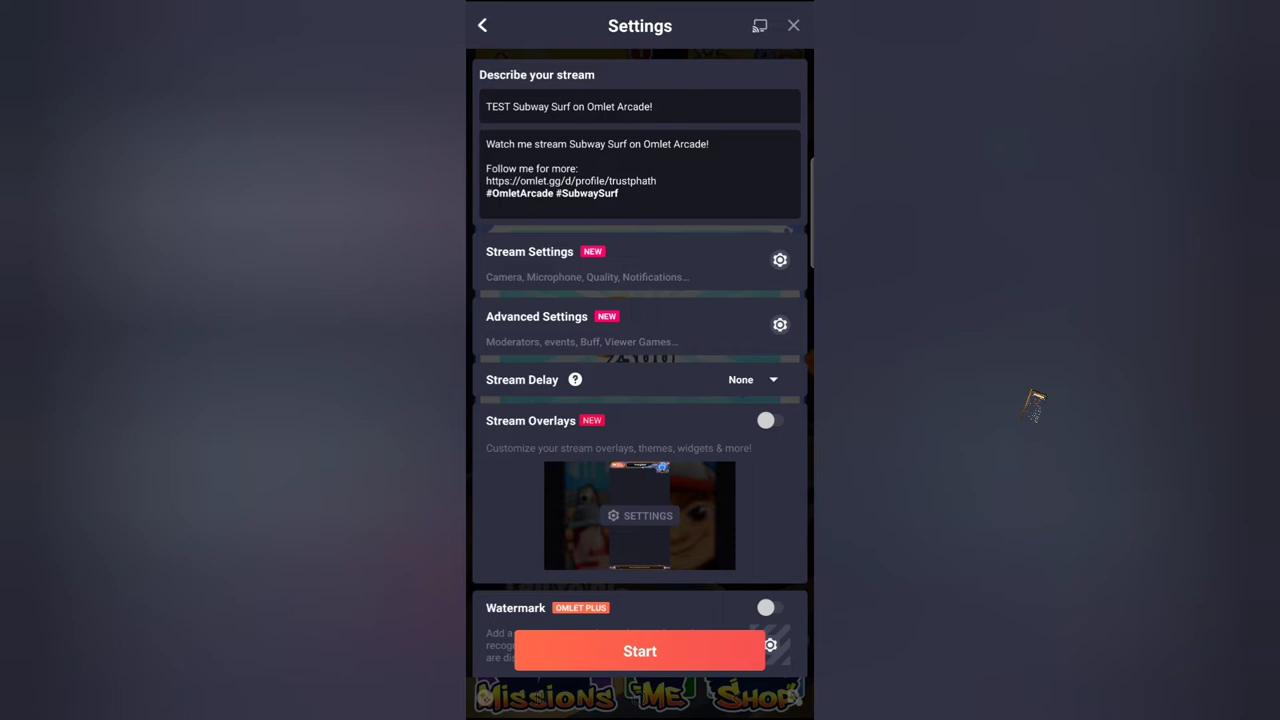 Settings
Describe your stream
TEST Subway Surf on Omlet Arcade!
Watch me stream Subway Surf on Omlet Arcade!
Follow me for more:
https://omlet.gg/d/profile/trustphath
#OmletArcade #SubwaySurf
Stream Settings NEW
Camera, Microphone, Quality, Notifications...
Advanced Settings NEW
Moderators, events, Buff, Viewer Games...
Stream Delay ? None
Stream Overlays NEW
Customize your stream overlays, themes, widgets & more!
SETTINGS
Watermark OMLET PLUS
Add a
Start
MISSIONS ME SHOP